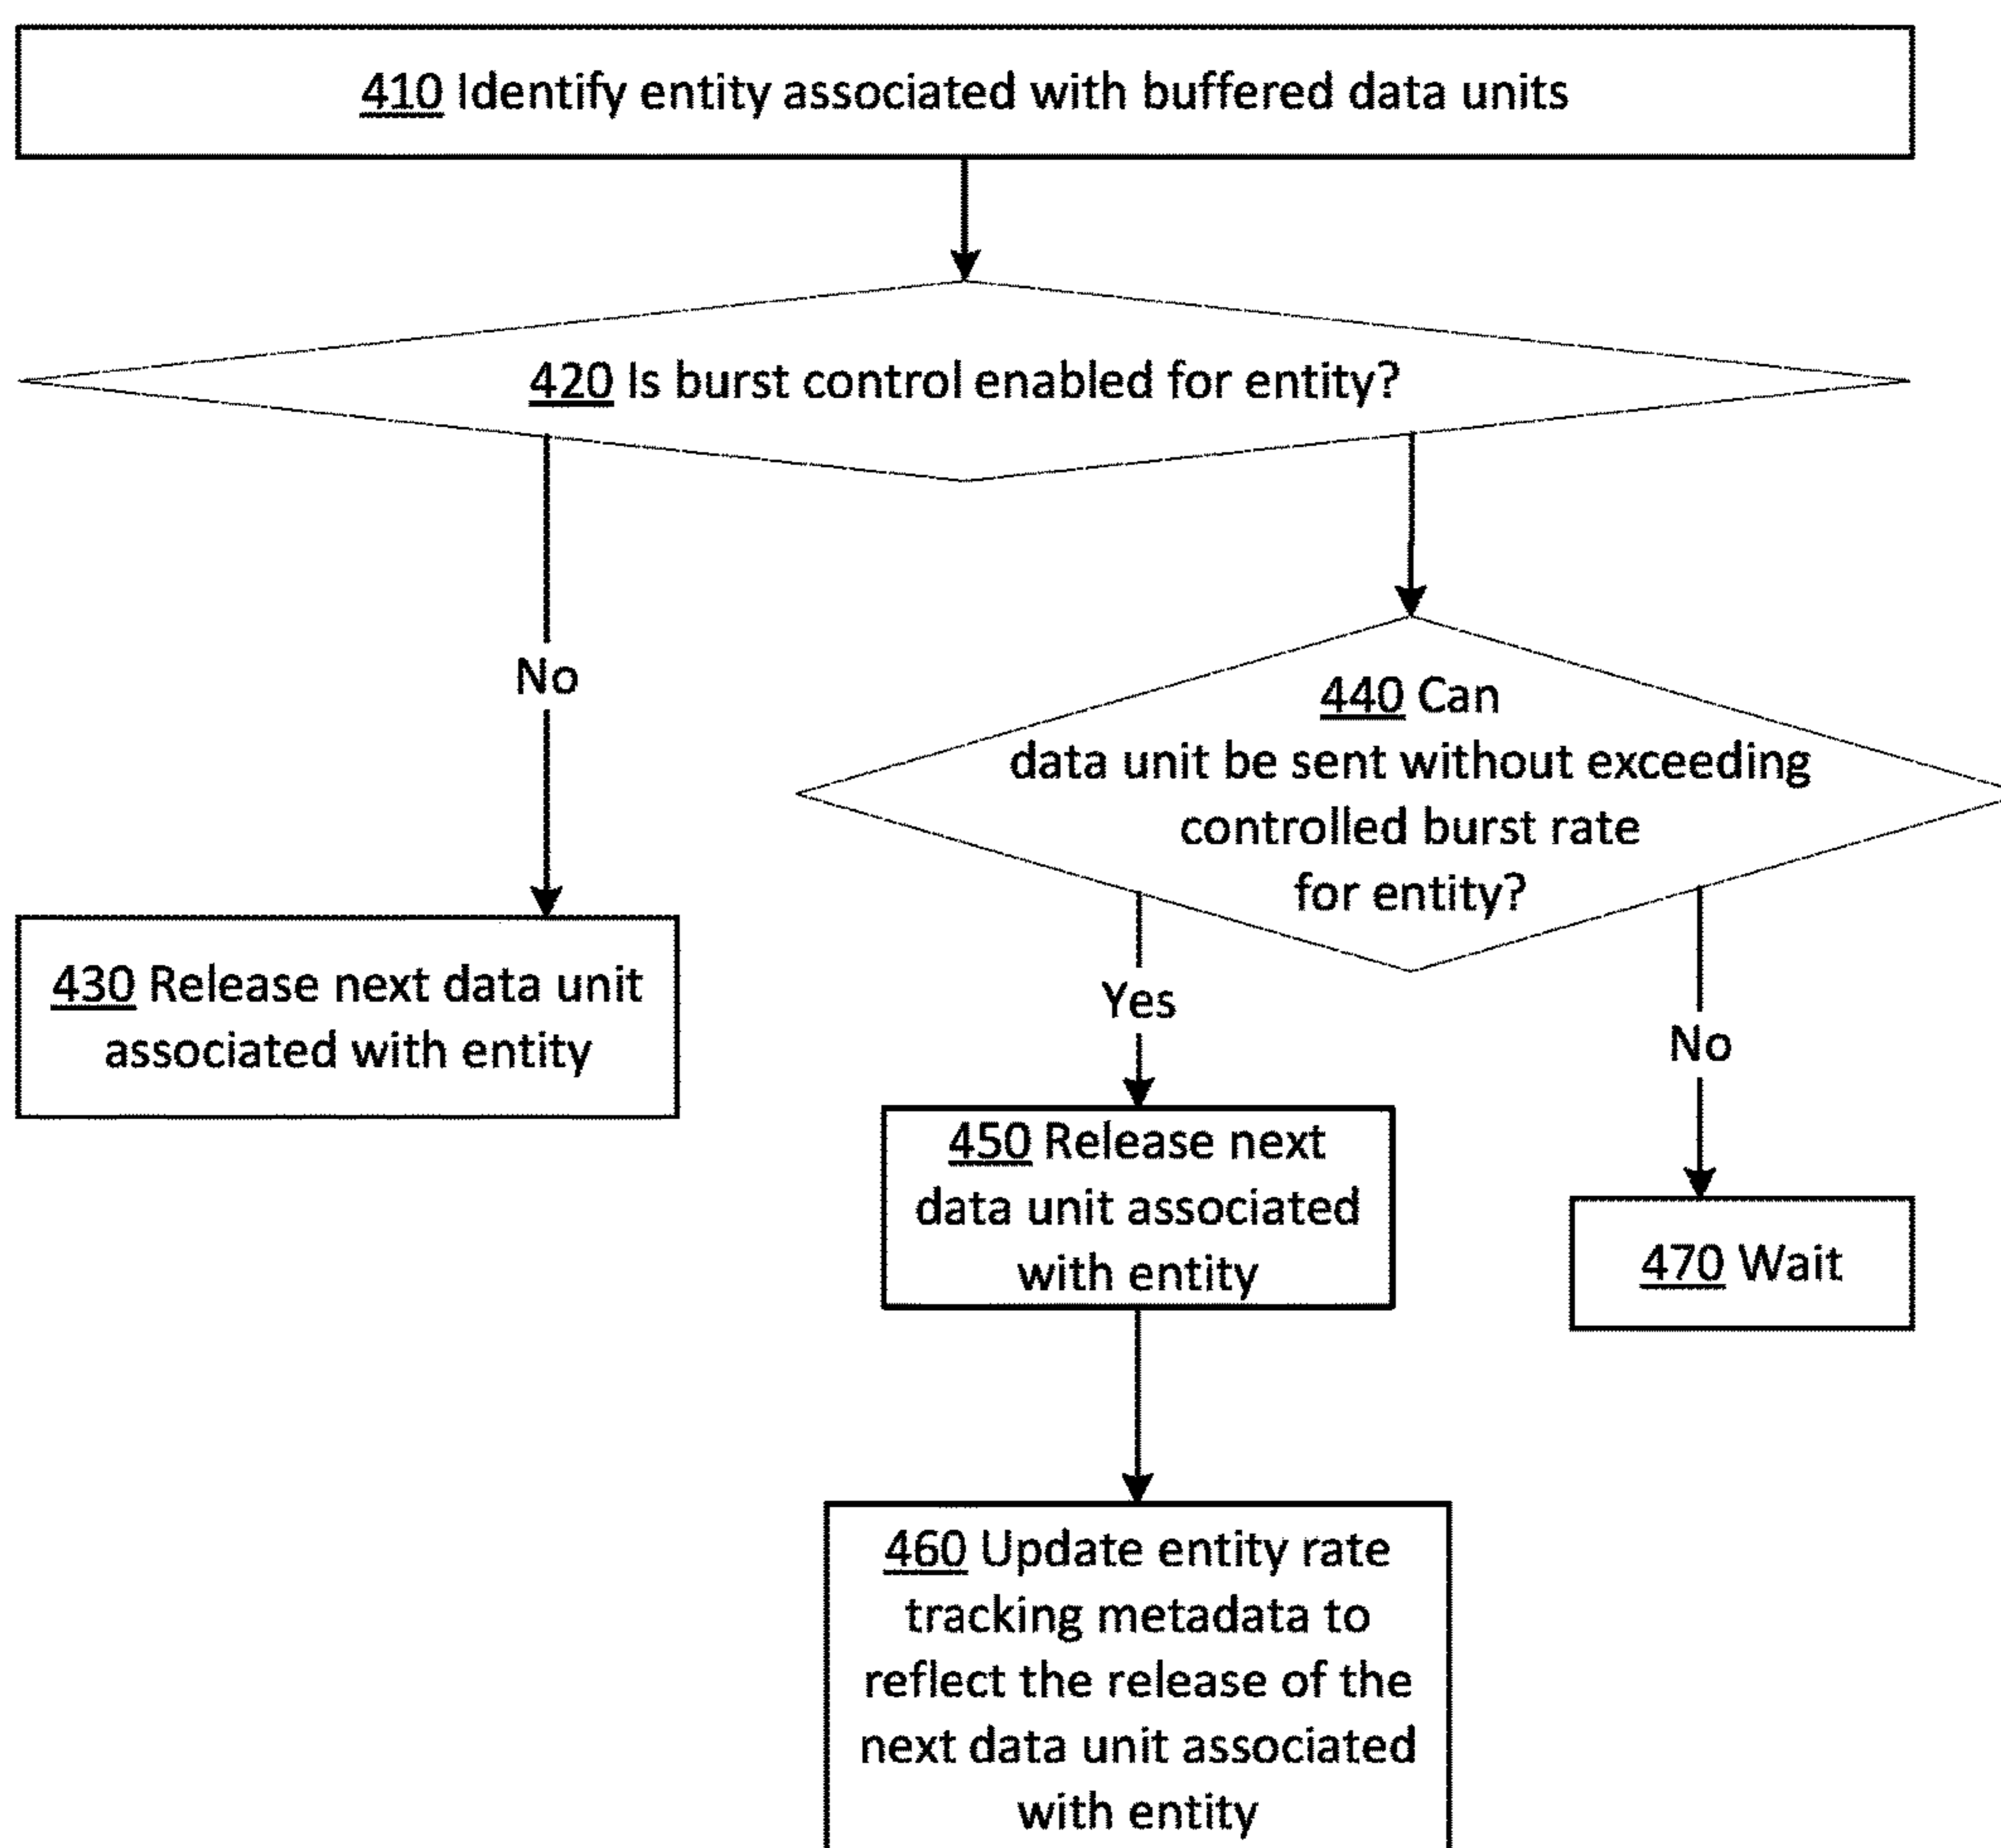 410 Identify entity associated with buffered data units
420 Is burst control enabled for entity?
No
440 Can
data unit be sent without exceeding
controlled burst rate
for entity?
430 Release next data unit
associated with entity
Yes
No
450 Release next
data unit associated
with entity
470 Wait
460 Update entity rate
tracking metadata to
reflect the release of the
next data unit associated
with entity